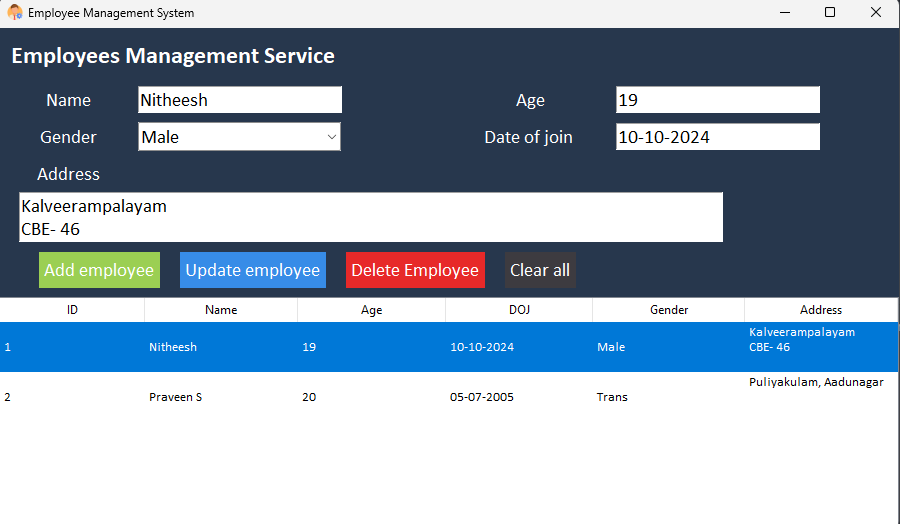 Employee Management System
Employees Management Service
Name Nitheesh Age 19
Gender Male Date of join 10-10-2024
Address
Kalveerampalayam
CBE- 46
Add employee Update employee Delete Employee Clear all
ID Name Age DOJ Gender Address
1 Nitheesh 19 10-10-2024 Male Kalveerampalayam
CBE- 46
2 Praveen S 20 05-07-2005 Trans Puliyakulam, Aadunagar